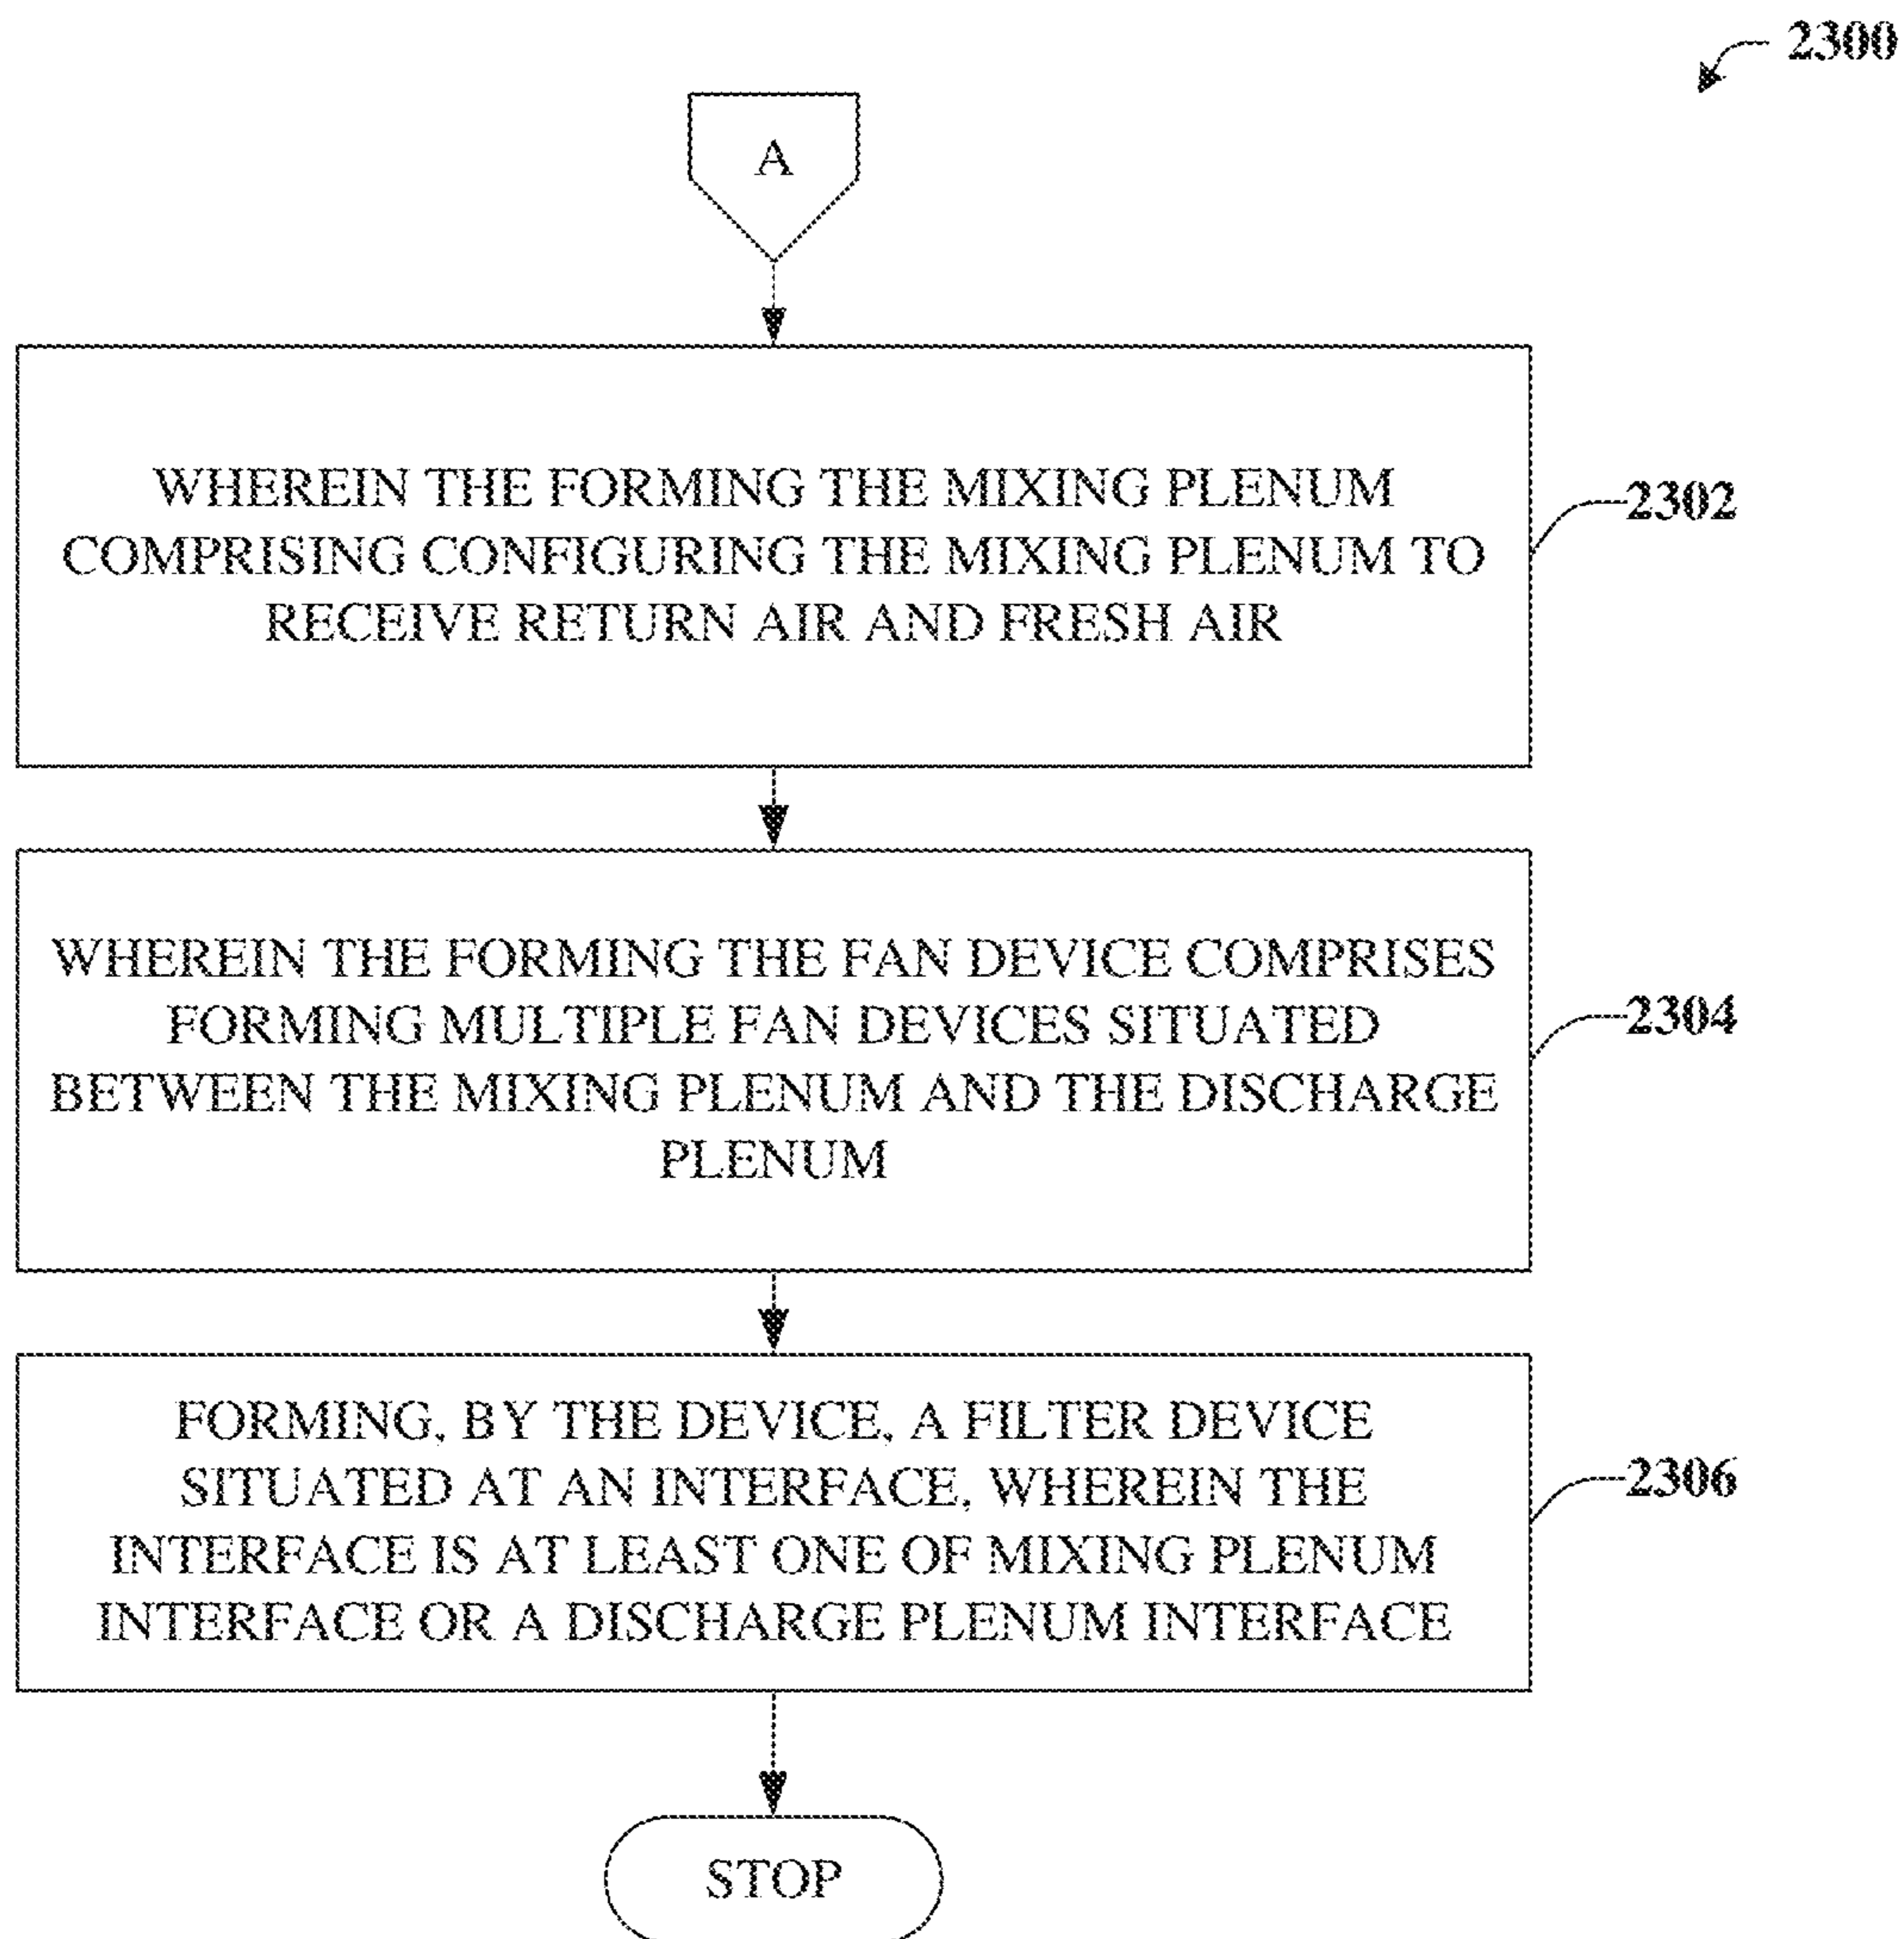 2300
A
WHEREIN THE FORMING THE MIXING PLENUM
COMPRISING CONFIGURING THE MIXING PLENUM TO
RECEIVE RETURN AIR AND FRESH AIR
2302
WHEREIN THE FORMING THE FAN DEVICE COMPRISES
FORMING MULTIPLE FAN DEVICES SITUATED
BETWEEN THE MIXING PLENUM AND THE DISCHARGE
PLENUM
2304
FORMING, BY THE DEVICE, A FILTER DEVICE
SITUATED AT AN INTERFACE, WHEREIN THE
INTERFACE IS AT LEAST ONE OF MIXING PLENUM
INTERFACE OR A DISCHARGE PLENUM INTERFACE
2306
STOP